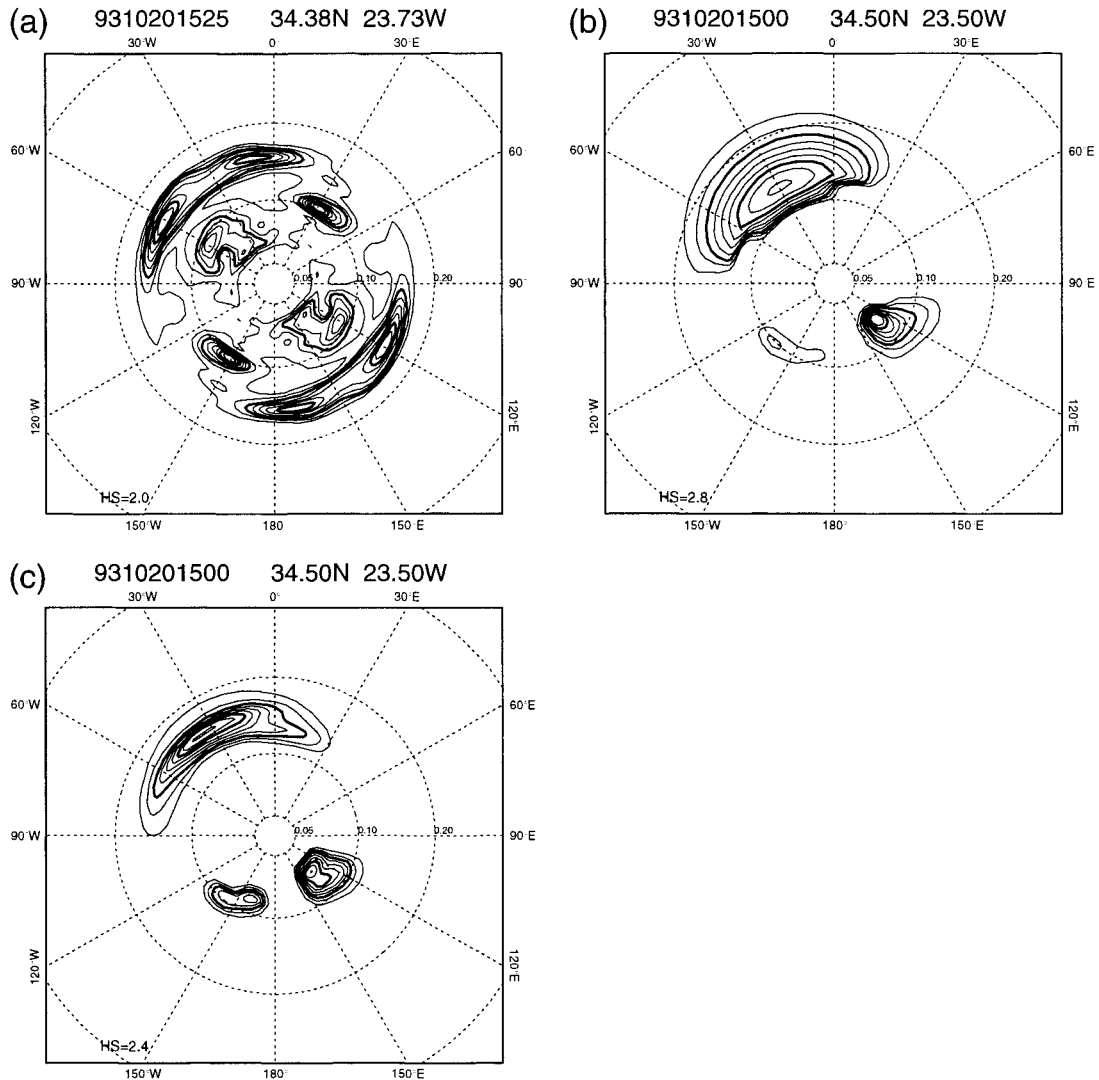 (a) 9310201525 34.38N 23.73W
30°W 0° 30°E
60°W 60°
90°W 0.05 0.10 0.20 90°
120°W 120°E
HS=2.0
150°W 180 150°E
(b) 9310201500 34.50N 23.50W
30°W 0° 30°E
60°W 60°
90°W 0.05 0.10 0.20 90°
120°W 120°E
HS=2.8
150°W 180° 150°E
(c) 9310201500 34.50N 23.50W
30°W 0° 30°E
60°W 60°E
90°W 0.05 0.10 0.20 90°E
120°W 120°E
HS=2.4
150°W 180° 150°E